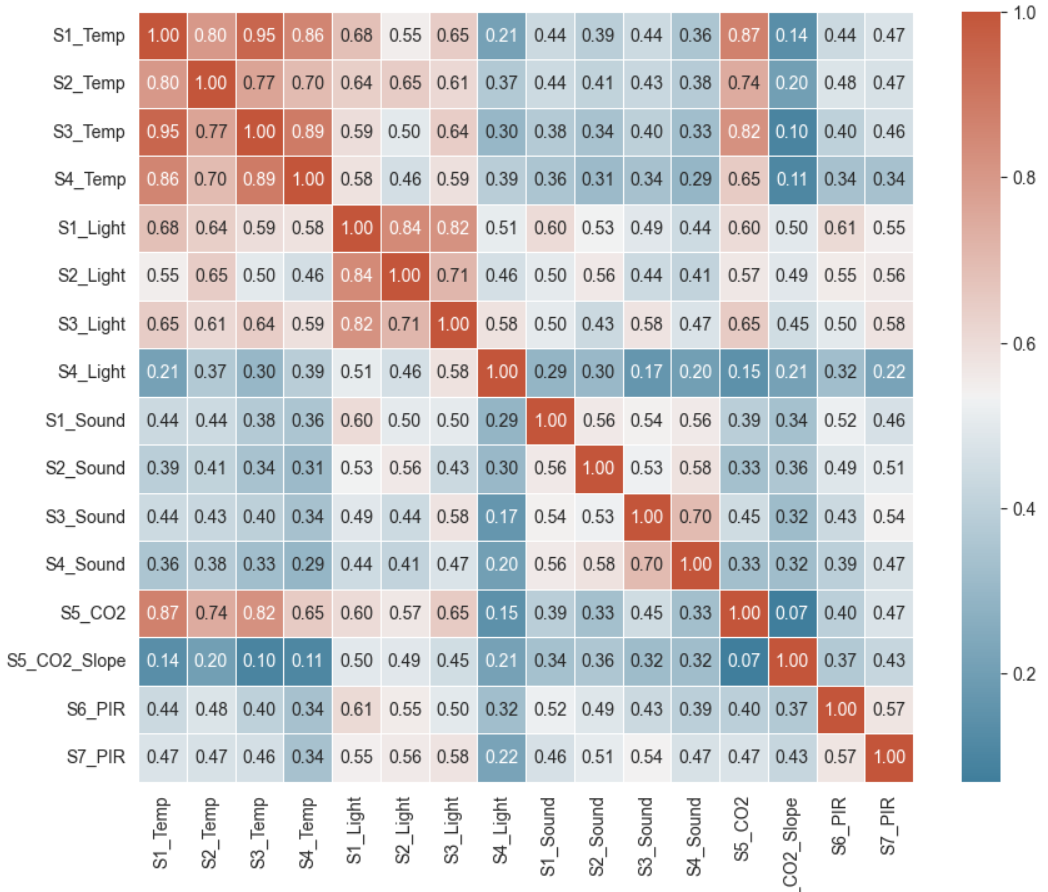 S1_Temp 1.00 0.80 0.95 0.86 0.68 0.55 0.65 0.21 0.44 0.39 0.44 0.36 0.87 0.14 0.44 0.47
S2_Temp 0.80 1.00 0.77 0.70 0.64 0.65 0.61 0.37 0.44 0.41 0.43 0.38 0.74 0.20 0.48 0.47
S3_Temp 0.95 0.77 1.00 0.89 0.59 0.50 0.64 0.30 0.38 0.34 0.40 0.33 0.82 0.10 0.40 0.46
S4_Temp 0.86 0.70 0.89 1.00 0.58 0.46 0.59 0.39 0.36 0.31 0.34 0.29 0.65 0.11 0.34 0.34
S1_Light 0.68 0.64 0.59 0.58 1.00 0.84 0.82 0.51 0.60 0.53 0.49 0.44 0.60 0.50 0.61 0.55
S2_Light 0.55 0.65 0.50 0.46 0.84 1.00 0.71 0.46 0.50 0.56 0.44 0.41 0.57 0.49 0.55 0.56
S3_Light 0.65 0.61 0.64 0.59 0.82 0.71 1.00 0.58 0.50 0.43 0.58 0.47 0.65 0.45 0.50 0.58
S4_Light 0.21 0.37 0.30 0.39 0.51 0.46 0.58 1.00 0.29 0.30 0.17 0.20 0.15 0.21 0.32 0.22
S1_Sound 0.44 0.44 0.38 0.36 0.60 0.50 0.50 0.29 1.00 0.56 0.54 0.56 0.39 0.34 0.52 0.46
S2_Sound 0.39 0.41 0.34 0.31 0.53 0.56 0.43 0.30 0.56 1.00 0.53 0.58 0.33 0.36 0.49 0.51
S3_Sound 0.44 0.43 0.40 0.34 0.49 0.44 0.58 0.17 0.54 0.53 1.00 0.70 0.45 0.32 0.43 0.54
S4_Sound 0.36 0.38 0.33 0.29 0.44 0.41 0.47 0.20 0.56 0.58 0.70 1.00 0.33 0.32 0.39 0.47
S5_CO2 0.87 0.74 0.82 0.65 0.60 0.57 0.65 0.15 0.39 0.33 0.45 0.33 1.00 0.07 0.40 0.47
S5_CO2_Slope 0.14 0.20 0.10 0.11 0.50 0.49 0.45 0.21 0.34 0.36 0.32 0.32 0.07 1.00 0.37 0.43
S6_PIR 0.44 0.48 0.40 0.34 0.61 0.55 0.50 0.32 0.52 0.49 0.43 0.39 0.40 0.37 1.00 0.57
S7_PIR 0.47 0.47 0.46 0.34 0.55 0.56 0.58 0.22 0.46 0.51 0.54 0.47 0.47 0.43 0.57 1.00
S1_Temp
S2_Temp
S3_Temp
S4_Temp
S1_Light
S2_Light
S3_Light
S4_Light
S1_Sound
S2_Sound
S3_Sound
S4_Sound
S5_CO2
_CO2_Slope
S6_PIR
S7_PIR
1.0
0.8
0.6
0.4
0.2